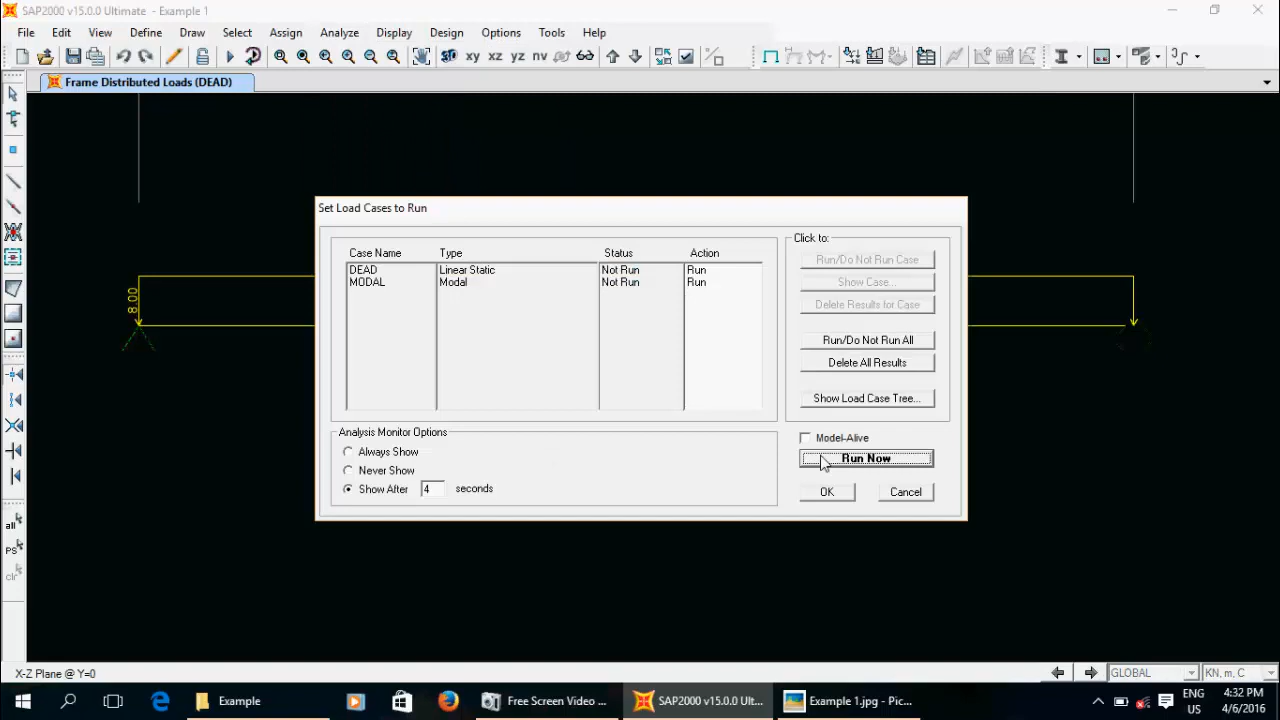 SAP2000 v15.0.0 Ultimate - Example 1
File Edit View Define Draw Select Assign Analyze Display Design Options Tools Help
3D xy xz yz nv
Frame Distributed Loads (DEAD)
Set Load Cases to Run
Click to:
Case Name Type Status Action
Run/Do Not Run Case
DEAD Linear Static Not Run Run
MODAL Modal Not Run Run
Show Case...
Delete Results for Case
8.00
Run/Do Not Run All
Delete All Results
Show Load Case Tree...
Analysis Monitor Options
Model-Alive
Always Show
Run Now
Never Show
Show After 4 seconds
OK Cancel
all
PS
clr
X-Z Plane @ Y=0
GLOBAL
KN, m, C
Example
Free Screen Video ...
SAP2000 v15.0.0 Ult...
Example 1.jpg - Pic...
ENG
US
4:32 PM
4/6/2016